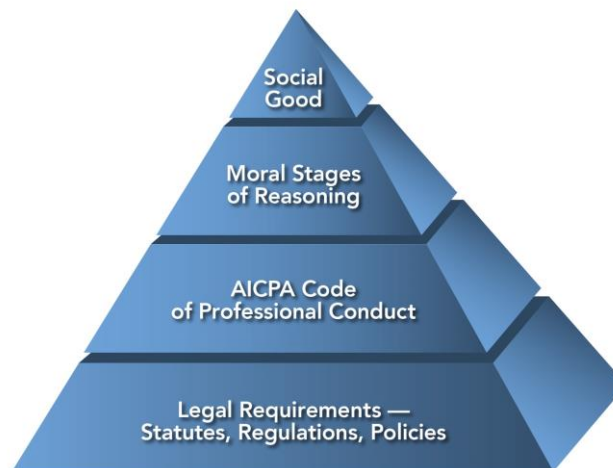 Social
Good
Moral Stages
of Reasoning
AICPA Code
of Professional Conduct
Legal Requirements —
Statutes, Regulations, Policies